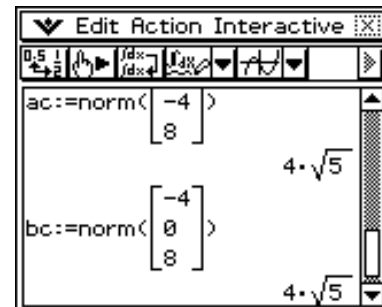 Edit Action Interactive
ac:=norm([-4
8])
4·√5
bc:=norm([-4
0
8])
4·√5